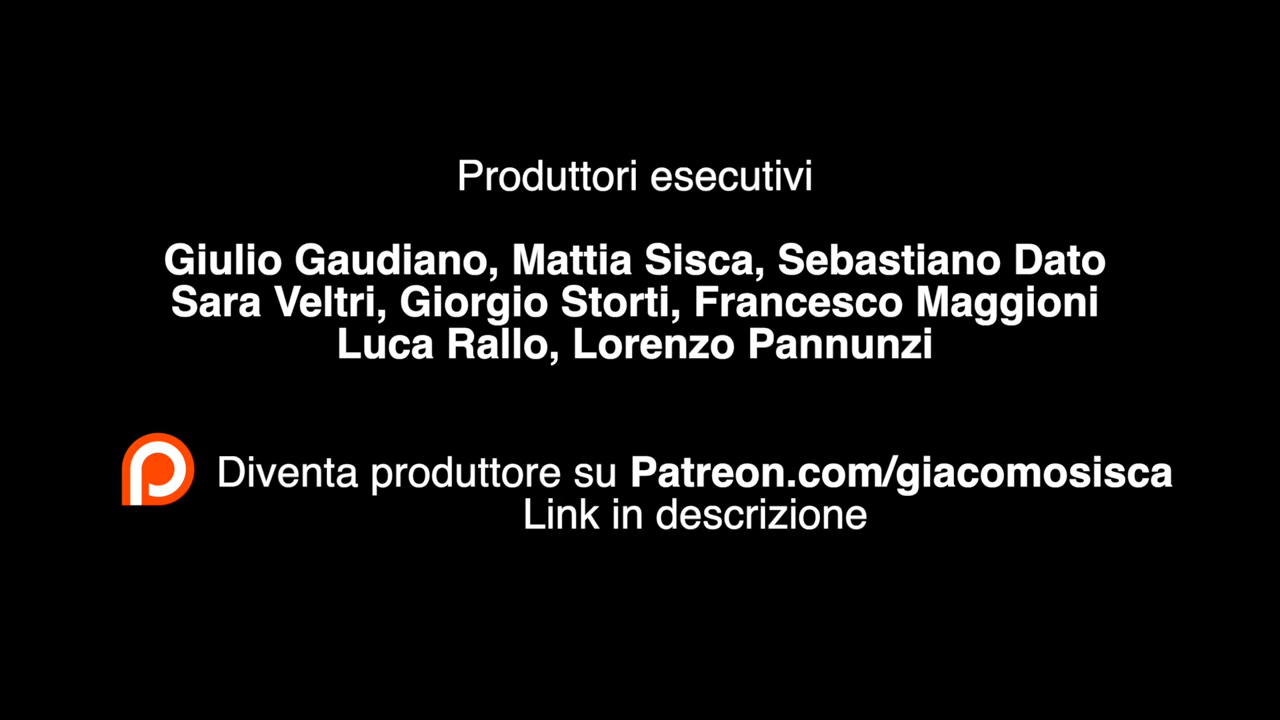 Produttori esecutivi
Giulio Gaudiano, Mattia Sisca, Sebastiano Dato
Sara Veltri, Giorgio Storti, Francesco Maggioni
Luca Rallo, Lorenzo Pannunzi
Diventa produttore su Patreon.com/giacomosisca
Link in descrizione